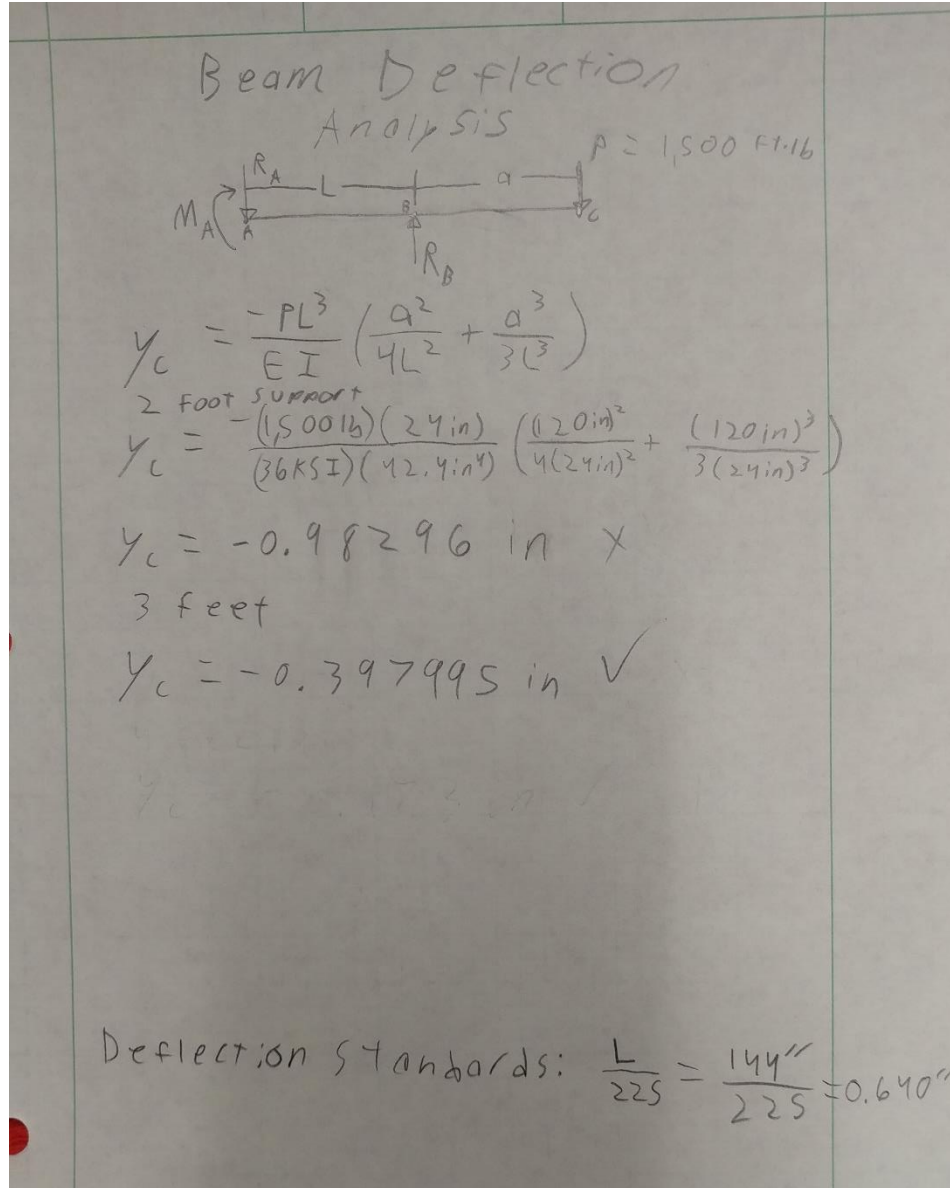 Beam Deflection
Analysis
P = 1,500 Ft.lb
R_A
L
a
M_A
A
B
C
R_B
y_c = -PL³/EI (a²/4L² + a³/3L³)
2 foot support
y_c = -(1,500 lb)(24in)/(36KSI)(42.4in⁴) ((120in)²/4(24in)² + (120in)³/3(24in)³)
y_c = -0.98296 in X
3 feet
y_c = -0.397995 in ✓
Deflection standards: L/225 = 144"/225 = 0.640"